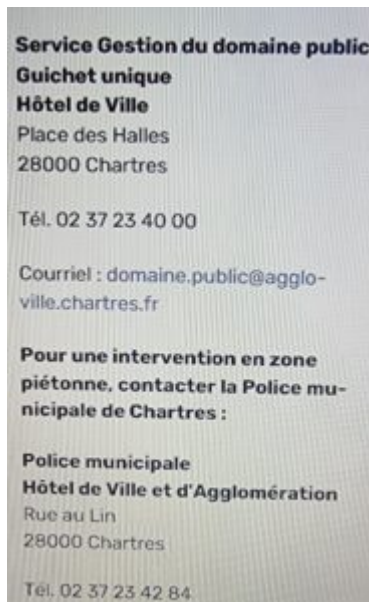 Service Gestion du domaine public
Guichet unique
Hôtel de Ville
Place des Halles
28000 Chartres
Tél. 02 37 23 40 00
Courriel : domaine.public@agglo-
ville.chartres.fr
Pour une intervention en zone
piétonne, contacter la Police mu-
nicipale de Chartres :
Police municipale
Hôtel de Ville et d'Agglomération
Rue au Lin
28000 Chartres
Tél. 02 37 23 42 84